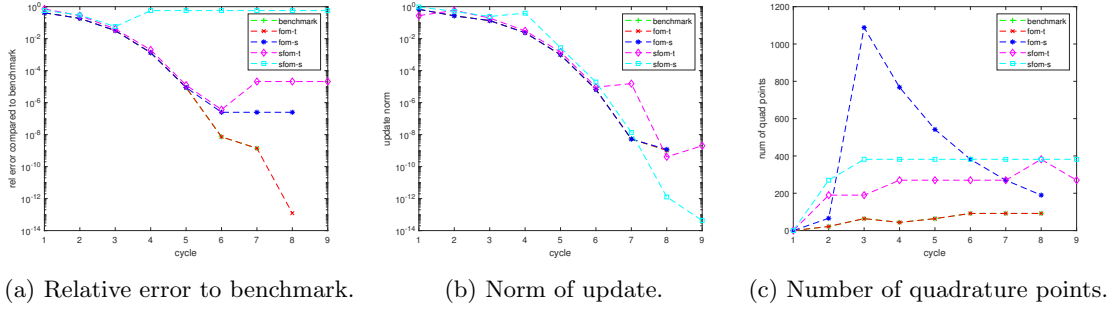 rel error compared to benchmark
10^0
10^-2
10^-4
10^-6
10^-8
10^-10
10^-12
10^-14
1 2 3 4 5 6 7 8 9
cycle
benchmark
fom-t
fom-s
sfom-t
sfom-s
update norm
10^0
10^-2
10^-4
10^-6
10^-8
10^-10
10^-12
10^-14
1 2 3 4 5 6 7 8 9
cycle
benchmark
fom-t
fom-s
sfom-t
sfom-s
num of quad points
1200
1000
800
600
400
200
0
1 2 3 4 5 6 7 8 9
cycle
benchmark
fom-t
fom-s
sfom-t
sfom-s
(a) Relative error to benchmark.
(b) Norm of update.
(c) Number of quadrature points.